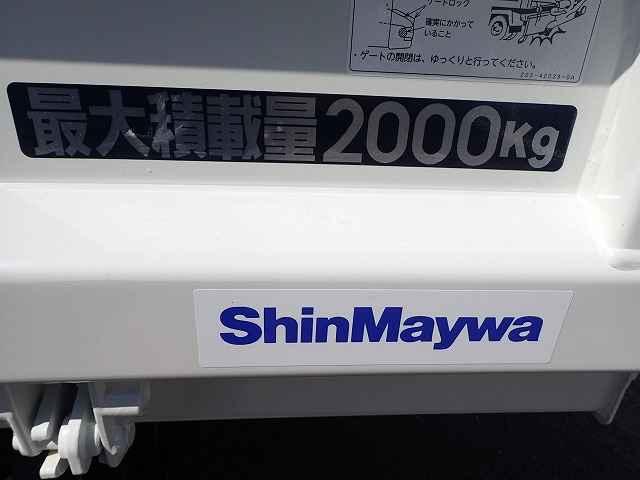 ゲートロック
確実にかかって
いること
・ゲートの開閉は、ゆっくりと行ってください。
最大積載量2000Kg
ShinMaywa